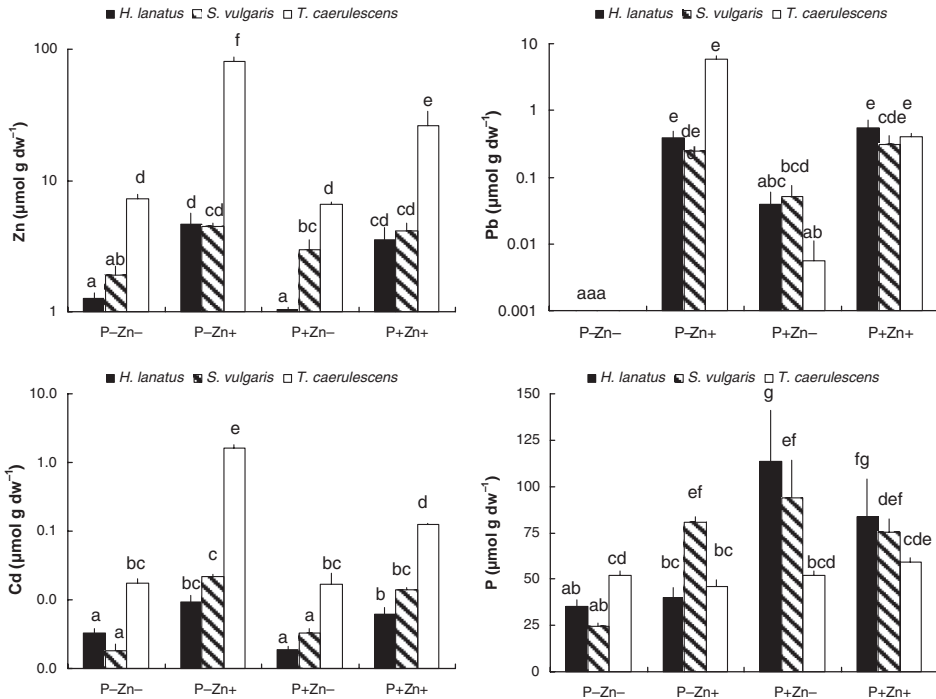 H. lanatus S. vulgaris T. caerulescens
Zn (µmol g dw−1)
100
10
1
a ab d
d cd f
a bc d
cd cd e
P−Zn− P−Zn+ P+Zn− P+Zn+
H. lanatus S. vulgaris T. caerulescens
Pb (µmol g dw−1)
10
1
0.1
0.01
0.001
aaa
e de e
abc bcd ab
e cde e
P−Zn− P−Zn+ P+Zn− P+Zn+
H. lanatus S. vulgaris T. caerulescens
Cd (µmol g dw−1)
10.0
1.0
0.1
0.0
0.0
a a bc
bc c e
a a bc
b bc d
P−Zn− P−Zn+ P+Zn− P+Zn+
H. lanatus S. vulgaris T. caerulescens
P (µmol g dw−1)
150
125
100
75
50
25
0
ab ab cd
bc ef bc
g ef bcd
fg def cde
P−Zn− P−Zn+ P+Zn− P+Zn+